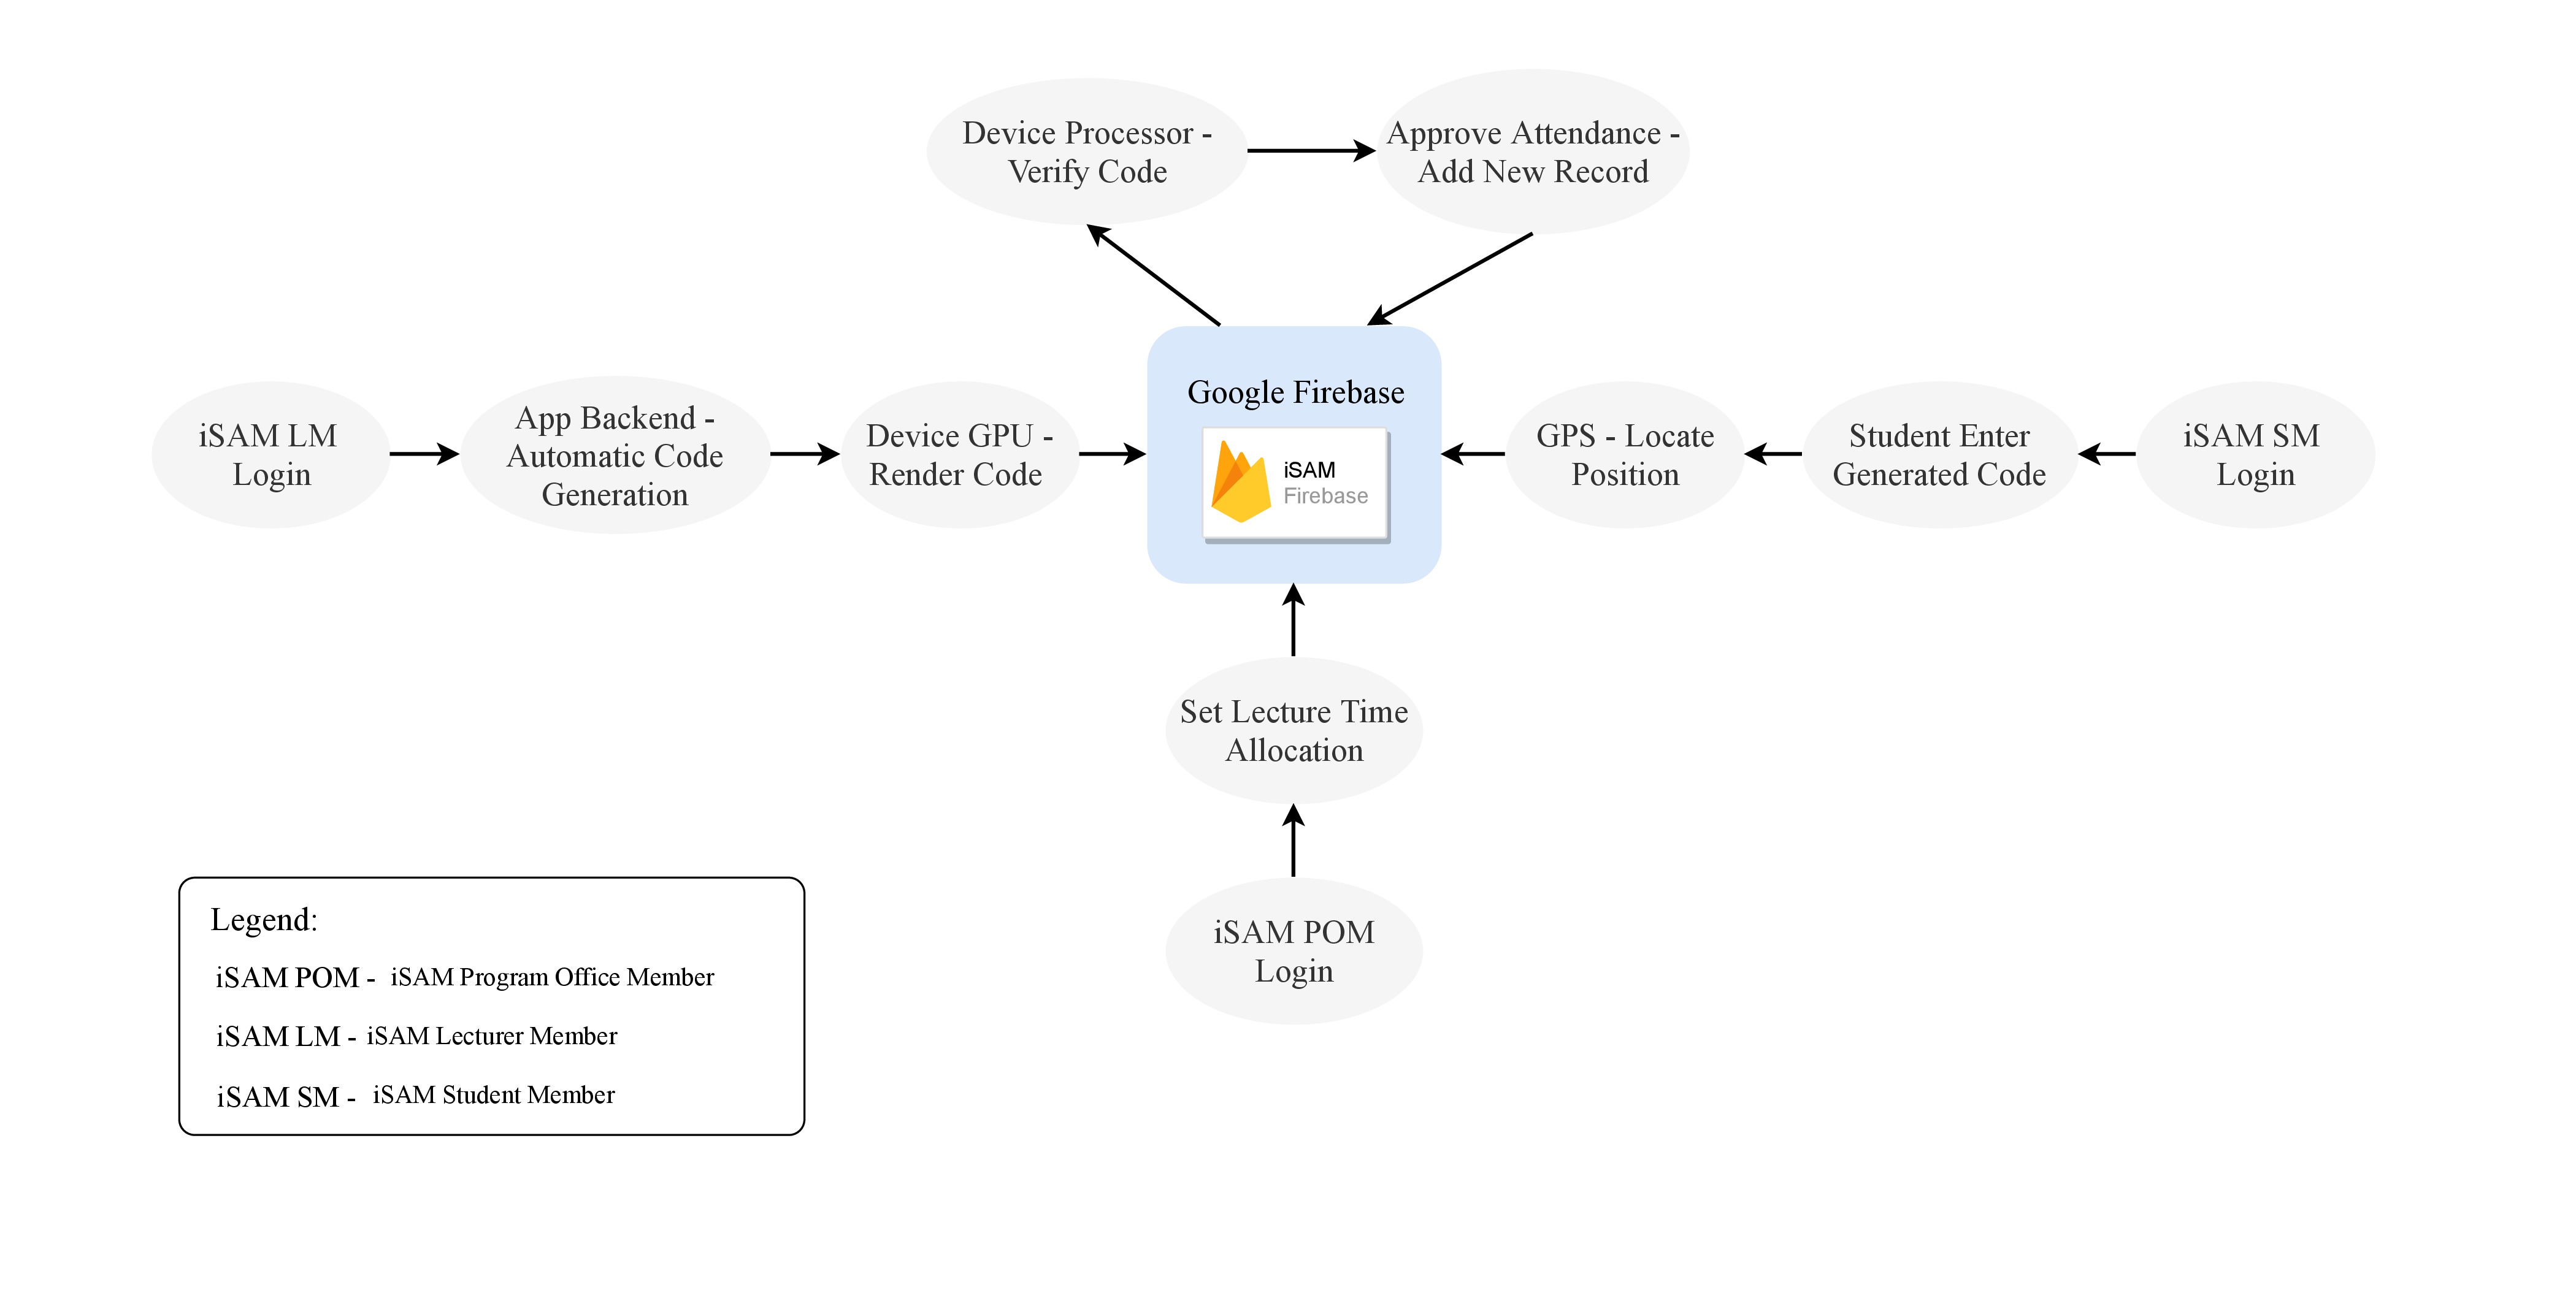 Device Processor -
Verify Code
Approve Attendance -
Add New Record
Google Firebase
iSAM
Firebase
iSAM LM
Login
App Backend -
Automatic Code
Generation
Device GPU -
Render Code
GPS - Locate
Position
Student Enter
Generated Code
iSAM SM
Login
Set Lecture Time
Allocation
iSAM POM
Login
Legend:
iSAM POM - iSAM Program Office Member
iSAM LM - iSAM Lecturer Member
iSAM SM - iSAM Student Member